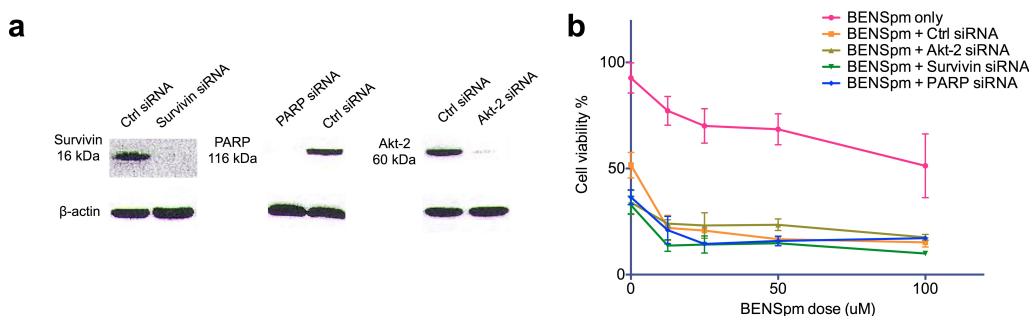 a
Ctrl siRNA
Survivin siRNA
PARP siRNA
Ctrl siRNA
Ctrl siRNA
Akt-2 siRNA
Survivin
16 kDa
PARP
116 kDa
Akt-2
60 kDa
β-actin
b
BENSpm only
BENSpm + Ctrl siRNA
BENSpm + Akt-2 siRNA
BENSpm + Survivin siRNA
BENSpm + PARP siRNA
Cell viability %
100
50
0
0
50
100
BENSpm dose (uM)